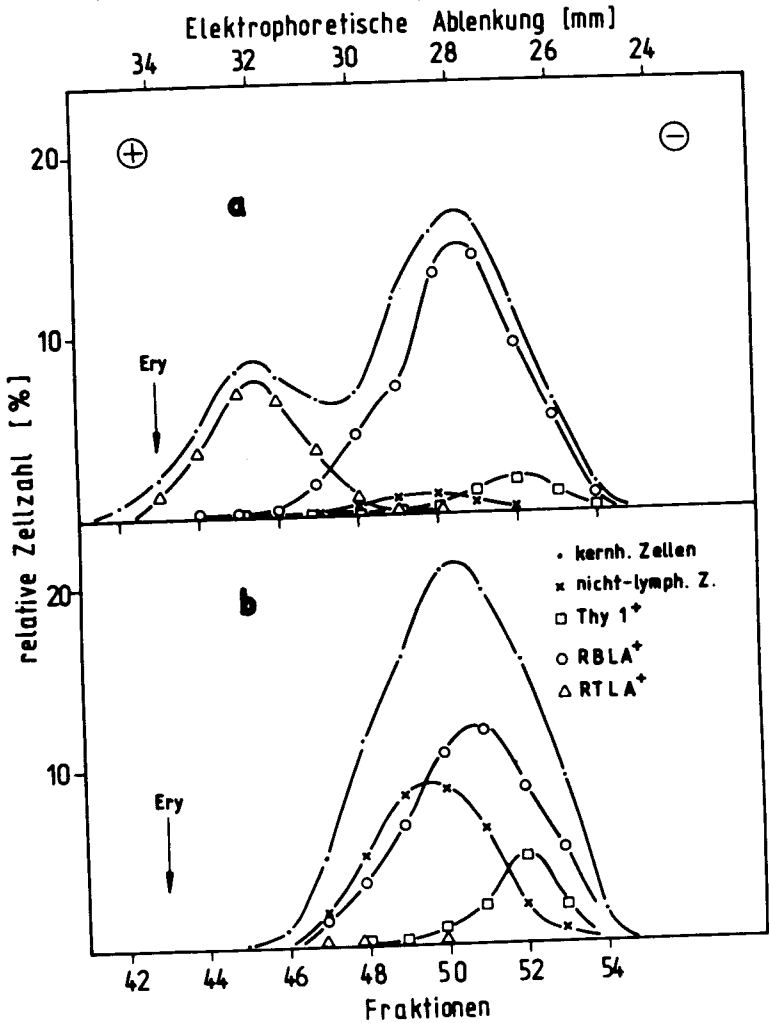 Elektrophoretische Ablenkung [mm]
34 32 30 28 26 24
+ −
20
a
10
Ery
relative Zellzahl [%]
b
• kernh. Zellen
× nicht-lymph. Z.
20
□ Thy 1⁺
○ RBLA⁺
△ RTLA⁺
10
Ery
42 44 46 48 50 52 54
Fraktionen